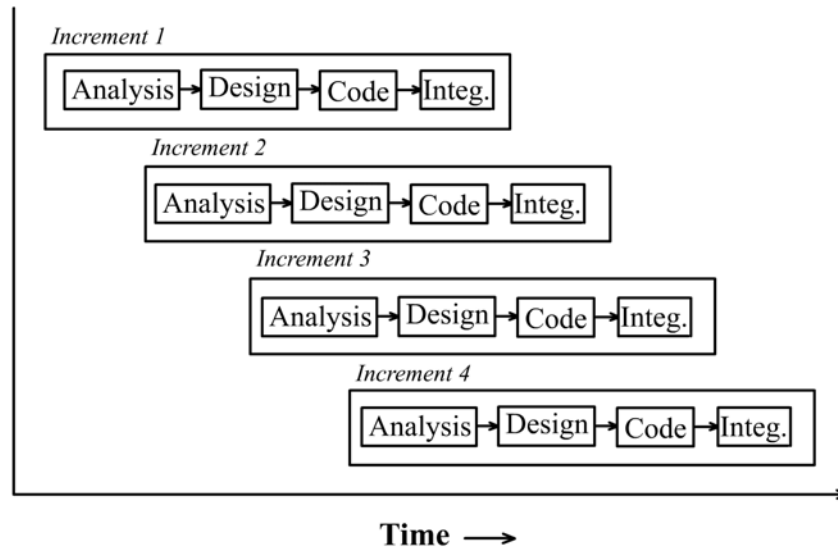 Increment 1
Analysis Design Code Integ.
Increment 2
Analysis Design Code Integ.
Increment 3
Analysis Design Code Integ.
Increment 4
Analysis Design Code Integ.
Time